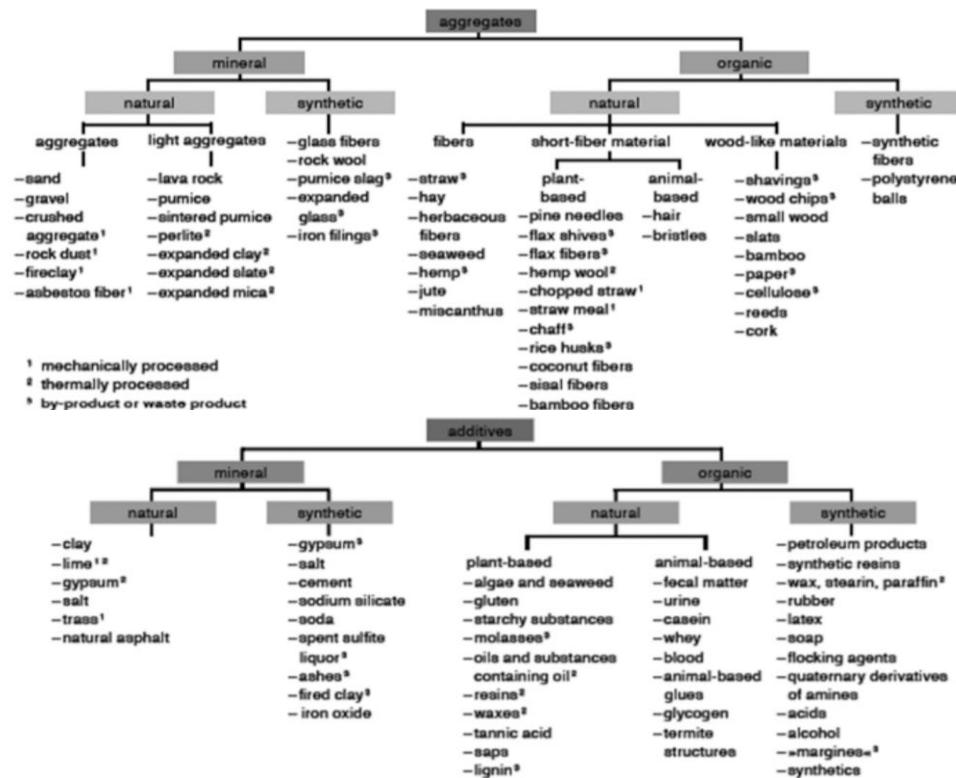 aggregates
mineral
organic
natural
synthetic
natural
synthetic
aggregates
light aggregates
–glass fibers
–rock wool
–pumice slag³
–expanded
glass³
–iron filings³
fibers
short-fiber material
wood-like materials
–synthetic
fibers
–polystyrene
balls
–sand
–gravel
–crushed
aggregate¹
–rock dust¹
–fireclay¹
–asbestos fiber¹
–lava rock
–pumice
–sintered pumice
–perlite²
–expanded clay²
–expanded slate²
–expanded mica²
–straw³
–hay
–herbaceous
fibers
–seaweed
–hemp³
–jute
–miscanthus
plant-
based
–pine needles
–flax shives³
–flax fibers³
–hemp wool²
–chopped straw¹
–straw meal¹
–chaff³
–rice husks³
–coconut fibers
–sisal fibers
–bamboo fibers
animal-
based
–hair
–bristles
–shavings³
–wood chips³
–small wood
–slats
–bamboo
–paper³
–cellulose³
–reeds
–cork
¹ mechanically processed
² thermally processed
³ by-product or waste product
additives
mineral
organic
natural
synthetic
natural
synthetic
–clay
–lime¹ ²
–gypsum²
–salt
–trass¹
–natural asphalt
–gypsum³
–salt
–cement
–sodium silicate
–soda
–spent sulfite
liquor³
–ashes³
–fired clay³
–iron oxide
plant-based
–algae and seaweed
–gluten
–starchy substances
–molasses³
–oils and substances
containing oil²
–resins²
–waxes²
–tannic acid
–saps
–lignin³
animal-based
–fecal matter
–urine
–casein
–whey
–blood
–animal-based
glues
–glycogen
–termite
structures
–petroleum products
–synthetic resins
–wax, stearin, paraffin²
–rubber
–latex
–soap
–flocking agents
–quaternary derivatives
of amines
–acids
–alcohol
–»margines«³
–synthetics